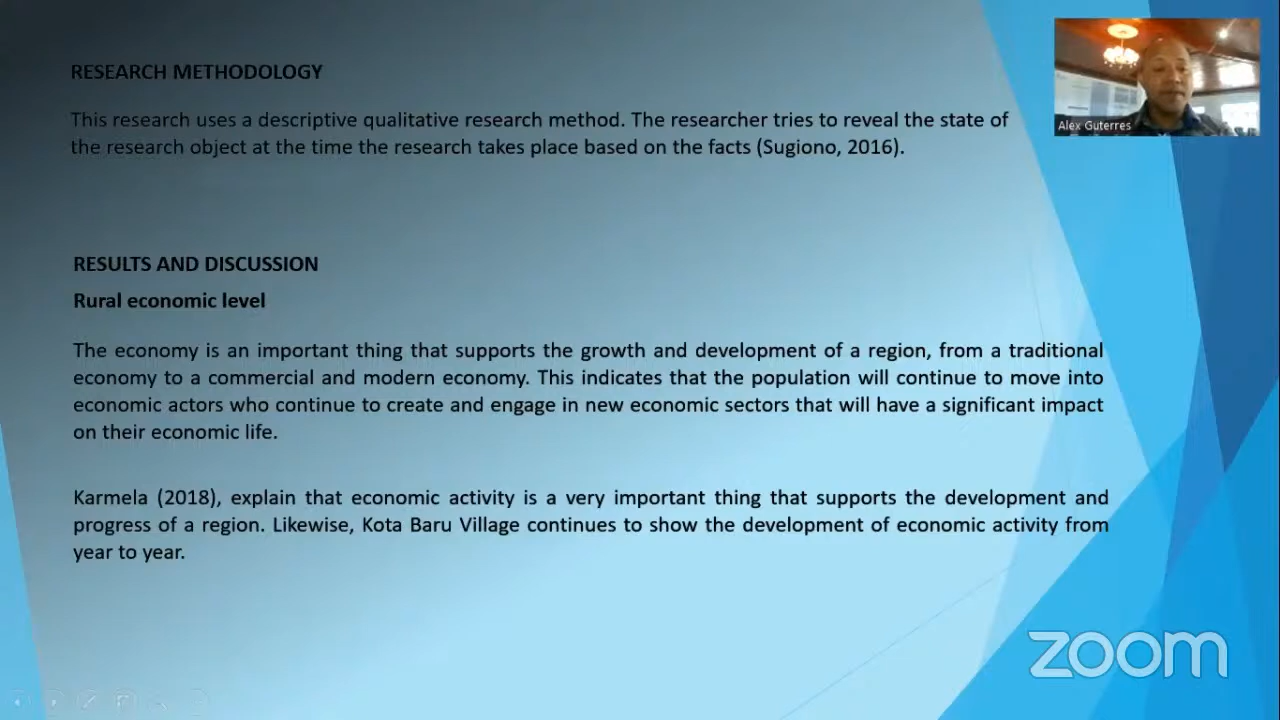 RESEARCH METHODOLOGY
This research uses a descriptive qualitative research method. The researcher tries to reveal the state of
the research object at the time the research takes place based on the facts (Sugiono, 2016).
RESULTS AND DISCUSSION
Rural economic level
The economy is an important thing that supports the growth and development of a region, from a traditional
economy to a commercial and modern economy. This indicates that the population will continue to move into
economic actors who continue to create and engage in new economic sectors that will have a significant impact
on their economic life.
Karmela (2018), explain that economic activity is a very important thing that supports the development and
progress of a region. Likewise, Kota Baru Village continues to show the development of economic activity from
year to year.
Alex Guterres
zoom